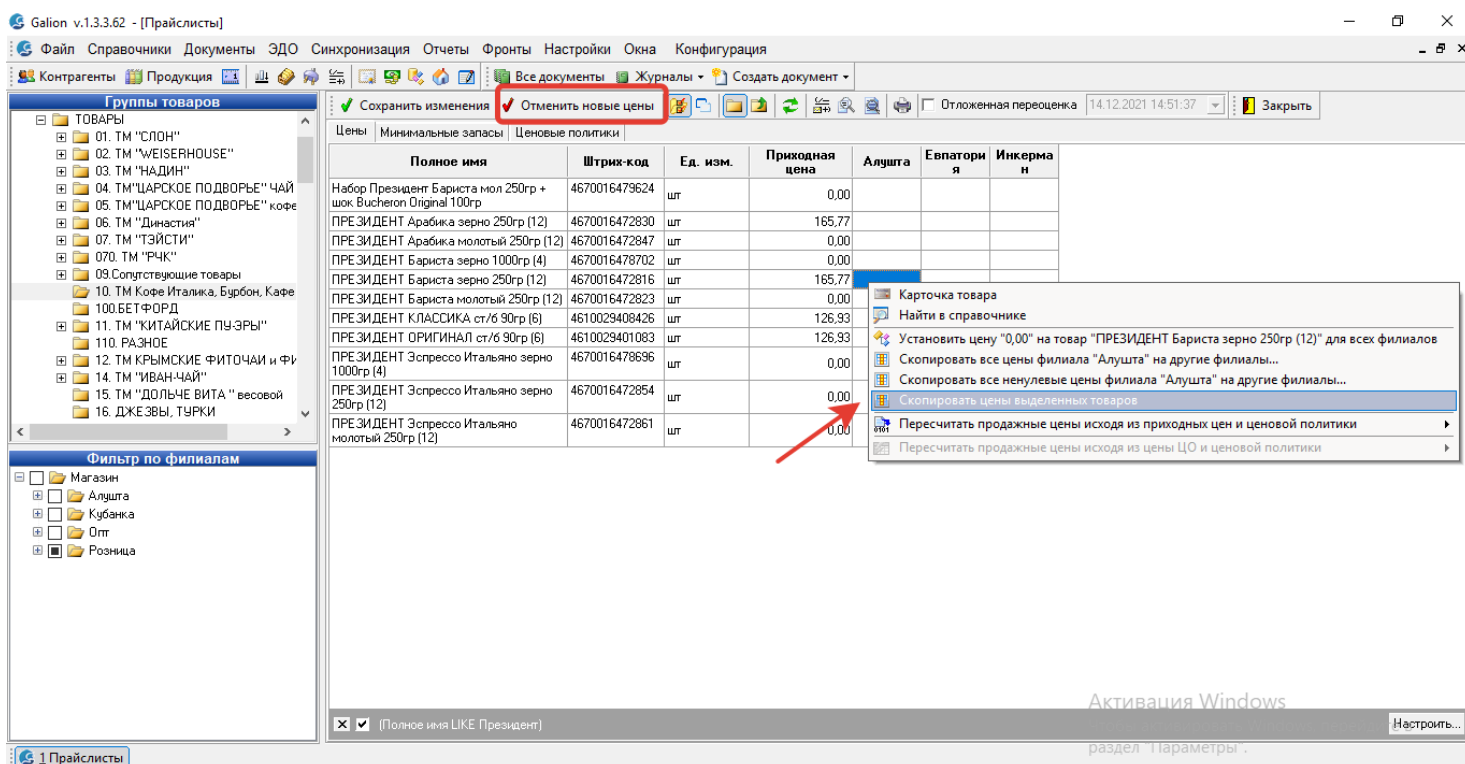 Galion v.1.3.3.62 - [Прайслисты]
Файл Справочники Документы ЭДО Синхронизация Отчеты Фронты Настройки Окна Конфигурация
Контрагенты Продукция Все документы Журналы Создать документ
Группы товаров
ТОВАРЫ
01. ТМ "СЛОН"
02. ТМ "WEISERHOUSE"
03. ТМ "НАДИН"
04. ТМ"ЦАРСКОЕ ПОДВОРЬЕ" ЧАЙ
05. ТМ"ЦАРСКОЕ ПОДВОРЬЕ" кофе
06. ТМ "Династия"
07. ТМ "ТЭЙСТИ"
070. ТМ "РЧК"
09.Сопутствующие товары
10. ТМ Кофе Италика, Бурбон, Кафе
100.БЕТФОРД
11. ТМ "КИТАЙСКИЕ ПУ-ЭРЫ"
110. РАЗНОЕ
12. ТМ КРЫМСКИЕ ФИТОЧАИ и ФИ
14. ТМ "ИВАН-ЧАЙ"
15. ТМ "ДОЛЬЧЕ ВИТА " весовой
16. ДЖЕЗВЫ, ТУРКИ
Фильтр по филиалам
Магазин
Алушта
Кубанка
Опт
Розница
Сохранить изменения Отменить новые цены Отложенная переоценка 14.12.2021 14:51:37 Закрыть
Цены Минимальные запасы Ценовые политики
Полное имя Штрих-код Ед. изм. Приходная цена Алушта Евпатори я Инкерма н
Набор Президент Бариста мол 250гр + шок Bucheron Original 100гр 4670016479624 шт 0,00
ПРЕЗИДЕНТ Арабика зерно 250гр (12) 4670016472830 шт 165,77
ПРЕЗИДЕНТ Арабика молотый 250гр (12) 4670016472847 шт 0,00
ПРЕЗИДЕНТ Бариста зерно 1000гр (4) 4670016478702 шт 0,00
ПРЕЗИДЕНТ Бариста зерно 250гр (12) 4670016472816 шт 165,77
ПРЕЗИДЕНТ Бариста молотый 250гр (12) 4670016472823 шт 0,00
ПРЕЗИДЕНТ КЛАССИКА ст/б 90гр (6) 4610029408426 шт 126,93
ПРЕЗИДЕНТ ОРИГИНАЛ ст/б 90гр (6) 4610029401083 шт 126,93
ПРЕЗИДЕНТ Эспрессо Итальяно зерно 1000гр (4) 4670016478696 шт 0,00
ПРЕЗИДЕНТ Эспрессо Итальяно зерно 250гр (12) 4670016472854 шт 0,00
ПРЕЗИДЕНТ Эспрессо Итальяно молотый 250гр (12) 4670016472861 шт 0,00
Карточка товара
Найти в справочнике
Установить цену "0,00" на товар "ПРЕЗИДЕНТ Бариста зерно 250гр (12)" для всех филиалов
Скопировать все цены филиала "Алушта" на другие филиалы...
Скопировать все ненулевые цены филиала "Алушта" на другие филиалы...
Скопировать цены выделенных товаров
Пересчитать продажные цены исходя из приходных цен и ценовой политики
Пересчитать продажные цены исходя из цены ЦО и ценовой политики
Активация Windows
(Полное имя LIKE Президент) Настроить...
раздел "Параметры".
1 Прайслисты